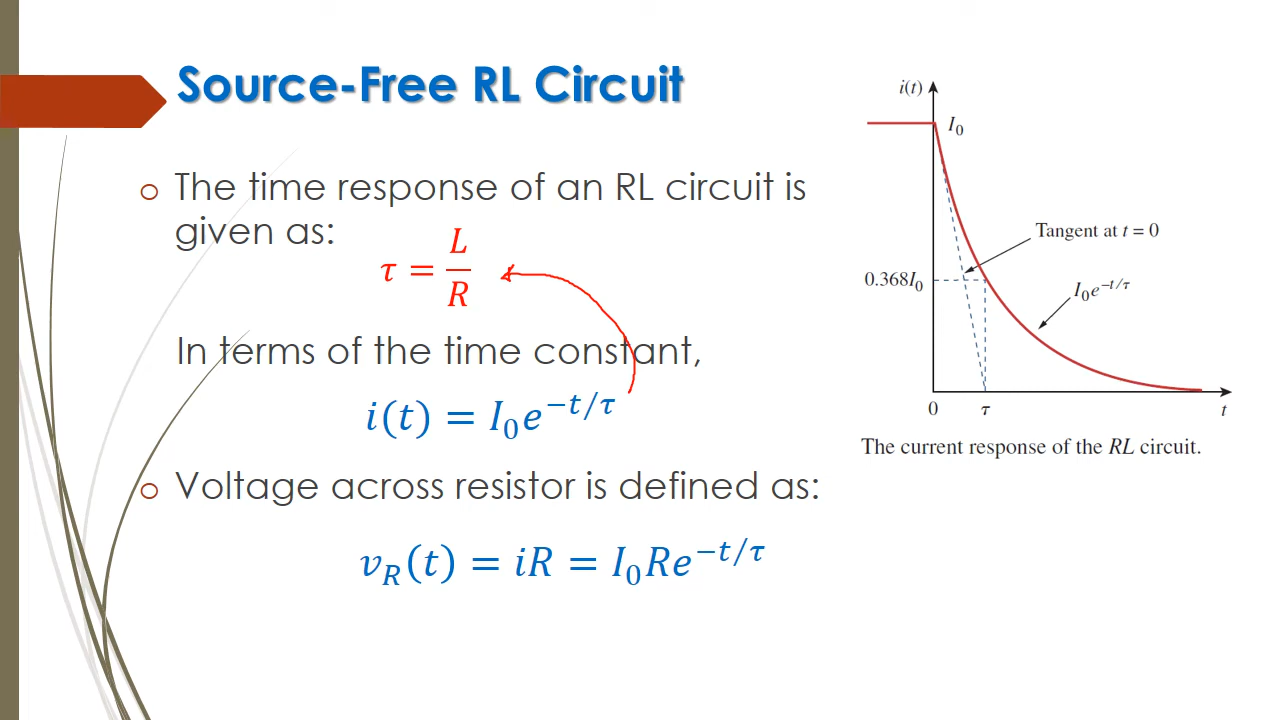 Source-Free RL Circuit
The time response of an RL circuit is
given as:
τ = L/R
In terms of the time constant,
i(t) = I₀e^{−t/τ}
Voltage across resistor is defined as:
v_R(t) = iR = I₀Re^{−t/τ}
i(t)
I₀
Tangent at t = 0
0.368I₀
I₀e^{−t/τ}
0
τ
t
The current response of the RL circuit.